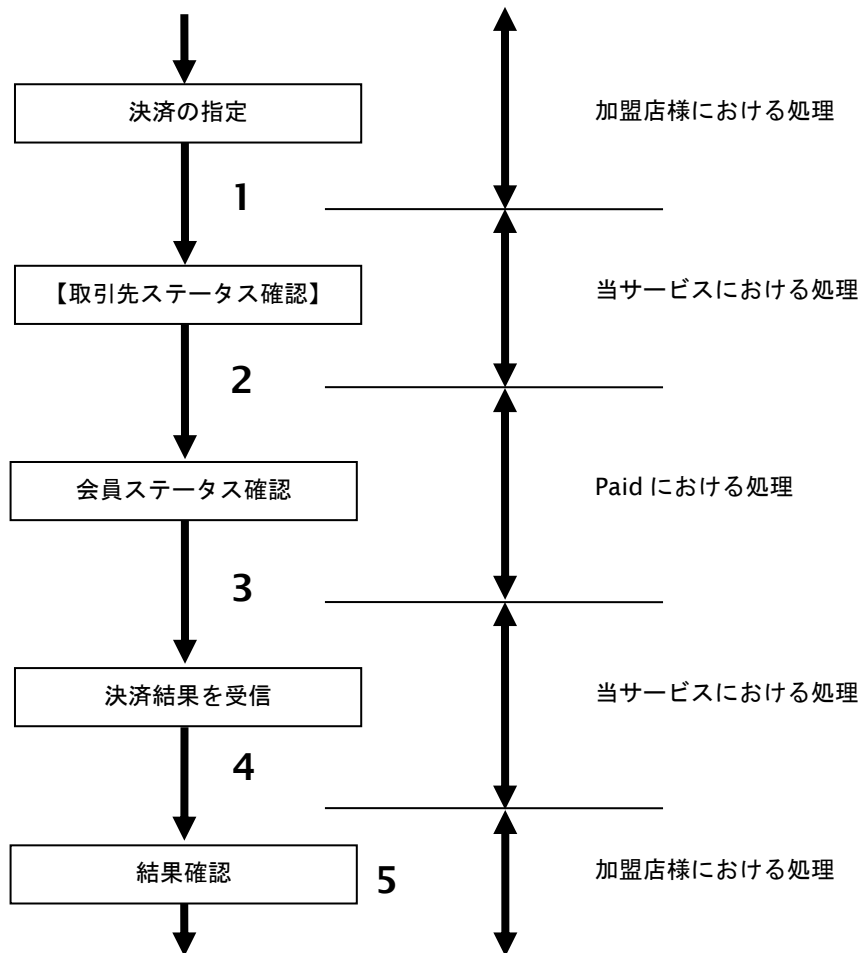 決済の指定
加盟店様における処理
1
【取引先ステータス確認】
当サービスにおける処理
2
会員ステータス確認
Paid における処理
3
決済結果を受信
当サービスにおける処理
4
結果確認
5
加盟店様における処理